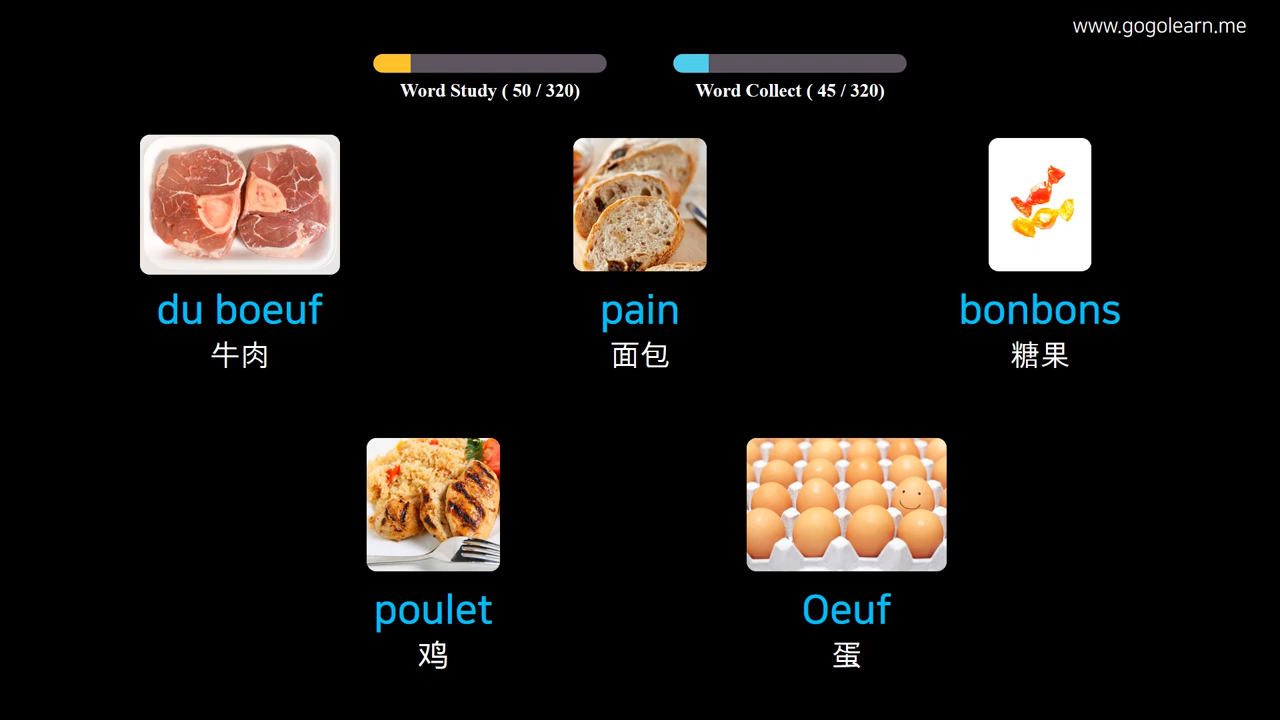 www.gogolearn.me
Word Study ( 50 / 320)
Word Collect ( 45 / 320)
du boeuf
牛肉
pain
面包
bonbons
糖果
poulet
鸡
Oeuf
蛋